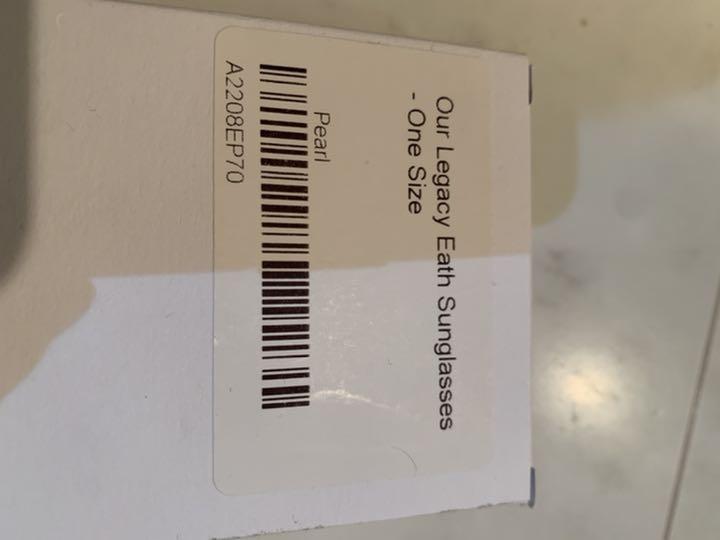 Our Legacy Eath Sunglasses
- One Size
Pearl
A2208EP70